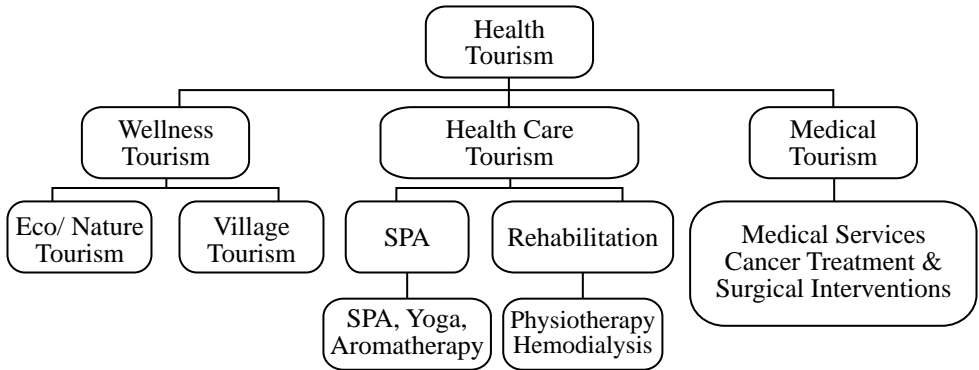 Health
Tourism
Wellness
Tourism
Health Care
Tourism
Medical
Tourism
Eco/ Nature
Tourism
Village
Tourism
SPA
Rehabilitation
Medical Services
Cancer Treatment &
Surgical Interventions
SPA, Yoga,
Aromatherapy
Physiotherapy
Hemodialysis